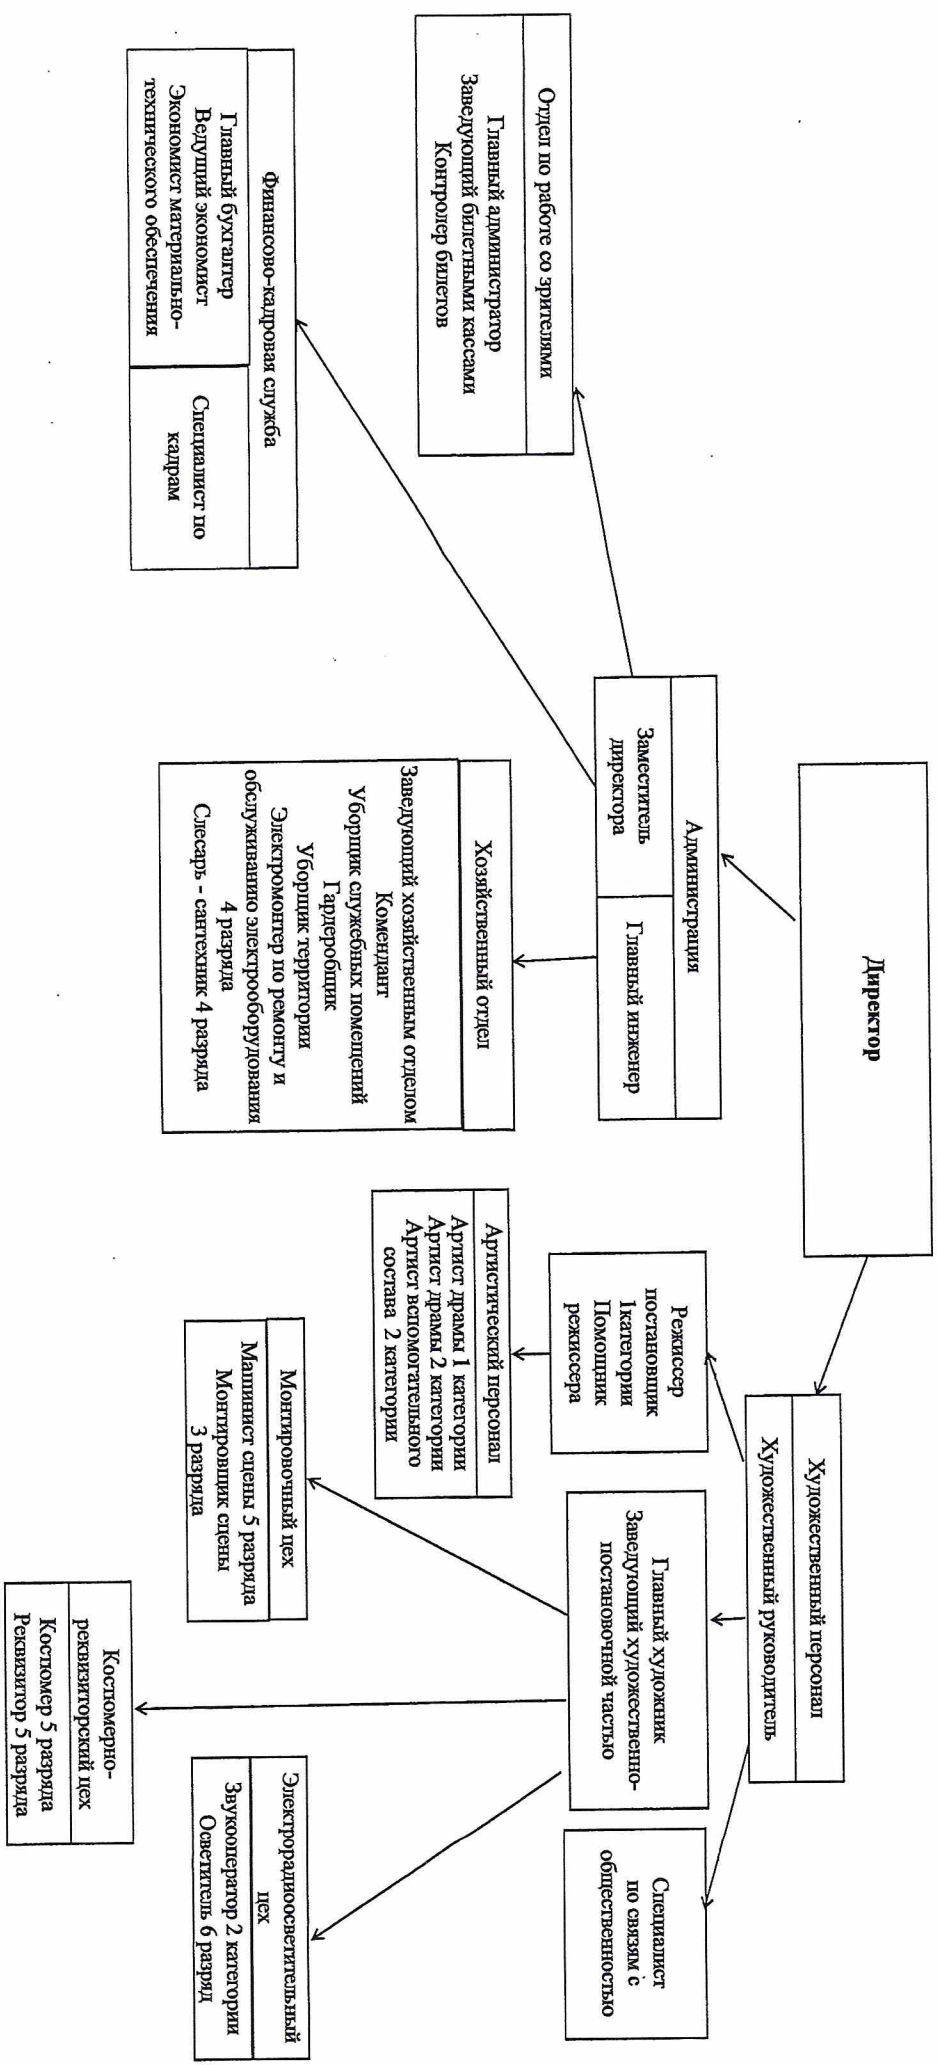 Директор
Администрация
Заместитель
директора
Главный инженер
Художественный персонал
Художественный руководитель
Отдел по работе со зрителями
Главный администратор
Заведующий билетными кассами
Контролер билетов
Финансово-кадровая служба
Главный бухгалтер
Ведущий экономист
Экономист материально-
технического обеспечения
Специалист по
кадрам
Хозяйственный отдел
Заведующий хозяйственным отделом
Комендант
Уборщик служебных помещений
Гардеробщик
Уборщик территории
Электромонтер по ремонту и
обслуживанию электрооборудования
4 разряда
Слесарь - сантехник 4 разряда
Режиссер
постановщик
1категории
Помощник
режиссера
Артистический персонал
Артист драмы 1 категории
Артист драмы 2 категории
Артист вспомогательного
состава 2 категории
Главный художник
Заведующий художественно-
постановочной частью
Специалист
по связям с
общественностью
Монтировочный цех
Машинист сцены 5 разряда
Монтировщик сцены
3 разряда
Костюмерно-
реквизиторский цех
Костюмер 5 разряда
Реквизитор 5 разряда
Электрорадиоосветительный
цех
Звукооператор 2 категории
Осветитель 6 разряд